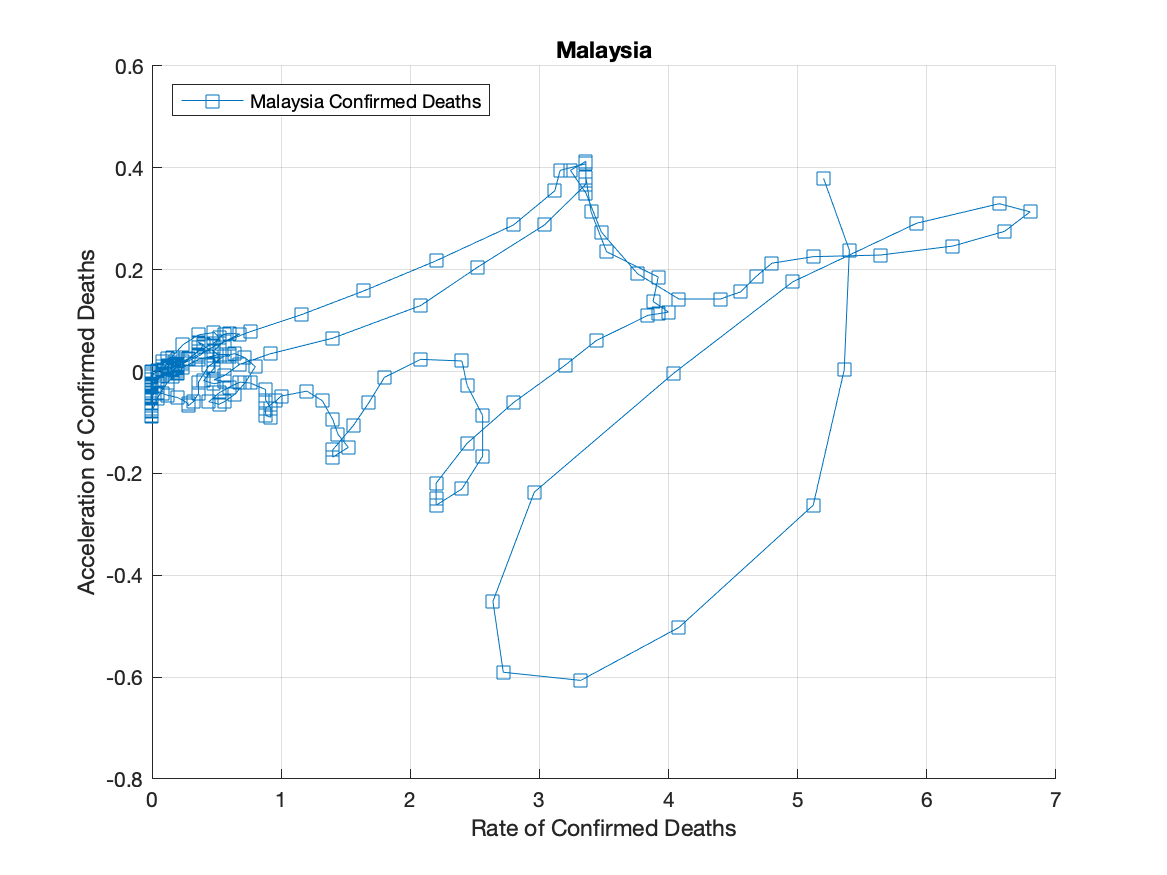 Malaysia
0.6
Malaysia Confirmed Deaths
0.4
0.2
0
-0.2
-0.4
-0.6
-0.8
Acceleration of Confirmed Deaths
0 1 2 3 4 5 6 7
Rate of Confirmed Deaths